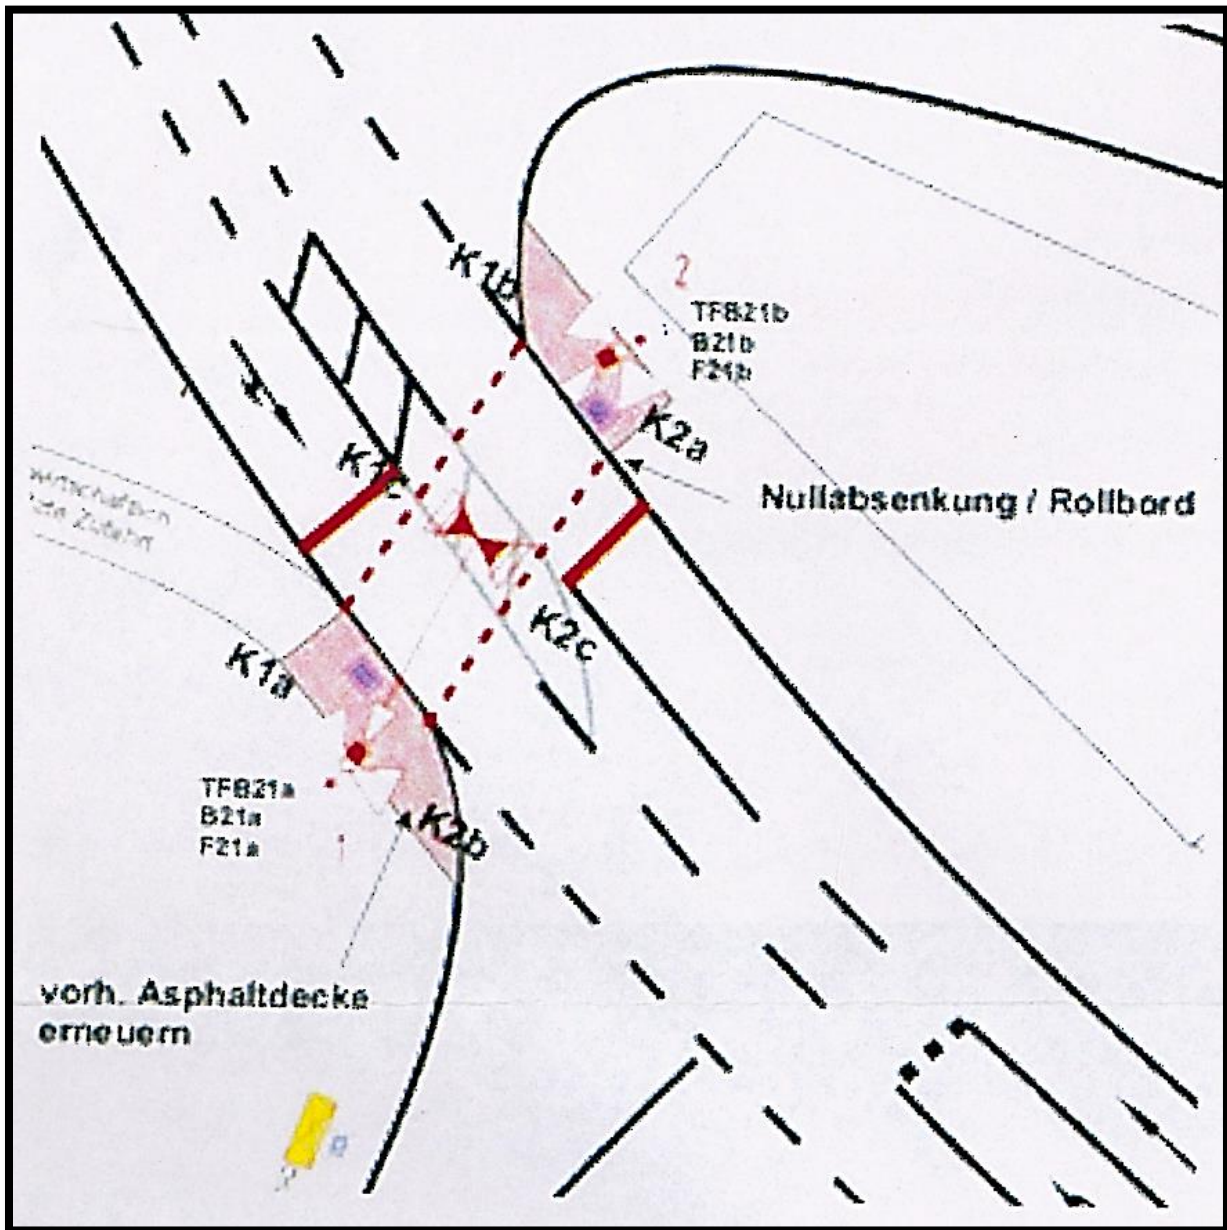 K1b
2
TFB21b
B21b
F21b
K2a
Nullabsenkung / Rollbord
K2c
K1a
TFB21a
B21a
F21a
1
K2b
vorh. Asphaltdecke
erneuern